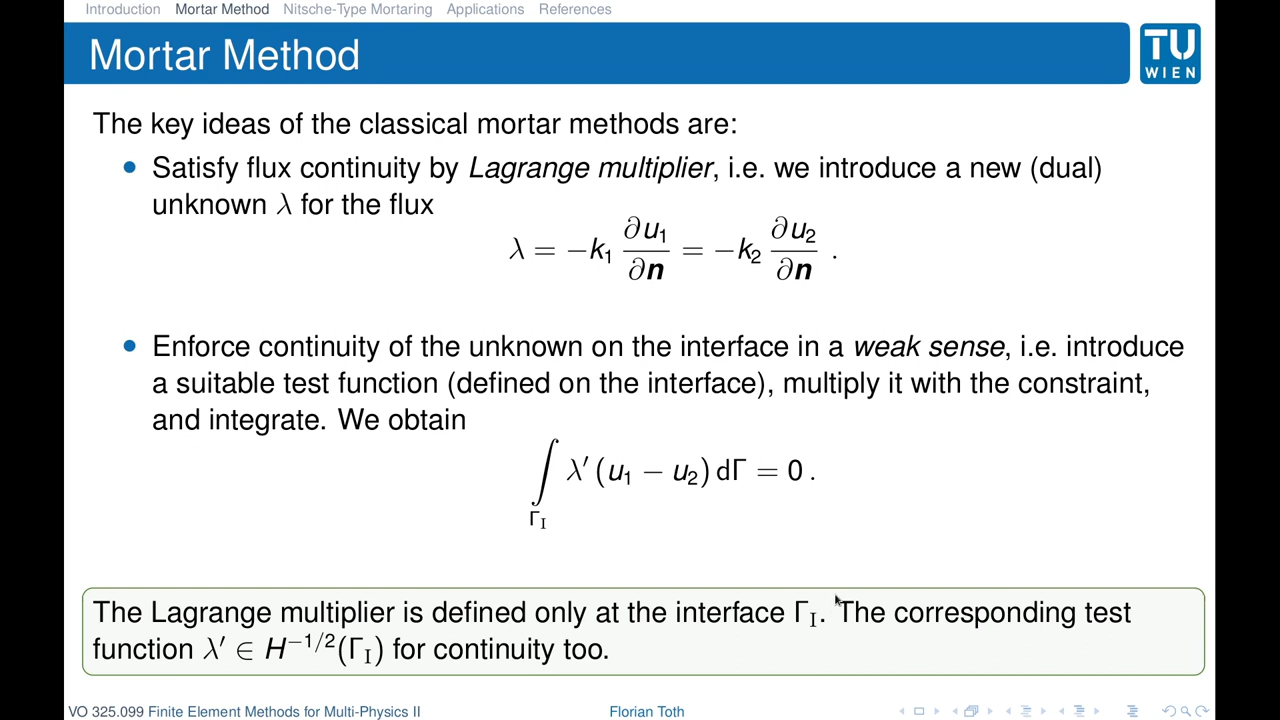 Introduction Mortar Method Nitsche-Type Mortaring Applications References
Mortar Method
TU
WIEN
The key ideas of the classical mortar methods are:
• Satisfy flux continuity by Lagrange multiplier, i.e. we introduce a new (dual)
unknown λ for the flux
λ = −k₁ ∂u₁/∂n = −k₂ ∂u₂/∂n .
• Enforce continuity of the unknown on the interface in a weak sense, i.e. introduce
a suitable test function (defined on the interface), multiply it with the constraint,
and integrate. We obtain
∫_{Γ_I} λ′ (u₁ − u₂) dΓ = 0 .
The Lagrange multiplier is defined only at the interface Γ_I. The corresponding test
function λ′ ∈ H^{−1/2}(Γ_I) for continuity too.
VO 325.099 Finite Element Methods for Multi-Physics II Florian Toth